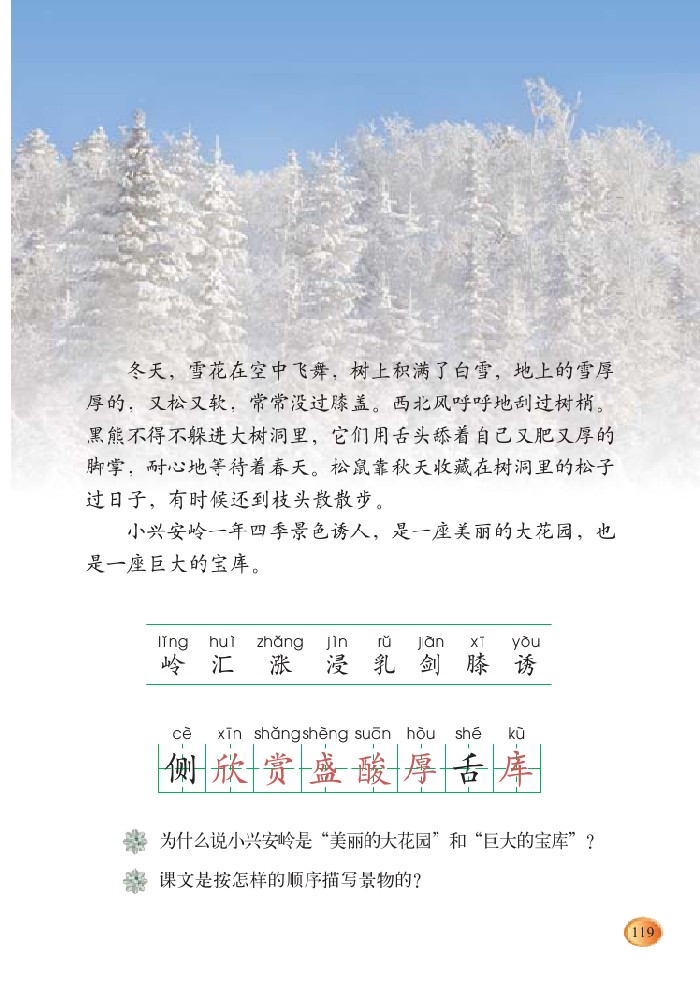 冬天，雪花在空中飞舞，树上积满了白雪，地上的雪厚
厚的，又松又软，常常没过膝盖。西北风呼呼地刮过树梢。
黑熊不得不躲进大树洞里，它们用舌头舔着自己又肥又厚的
脚掌，耐心地等待着春天。松鼠靠秋天收藏在树洞里的松子
过日子，有时候还到枝头散散步。
小兴安岭一年四季景色诱人，是一座美丽的大花园，也
是一座巨大的宝库。
lǐng huì zhǎng jìn rǔ jiàn xī yòu
岭 汇 涨 浸 乳 剑 膝 诱
cè xīn shǎng shèng suān hòu shé kù
侧 欣 赏 盛 酸 厚 舌 库
为什么说小兴安岭是“美丽的大花园”和“巨大的宝库”？
课文是按怎样的顺序描写景物的？
119